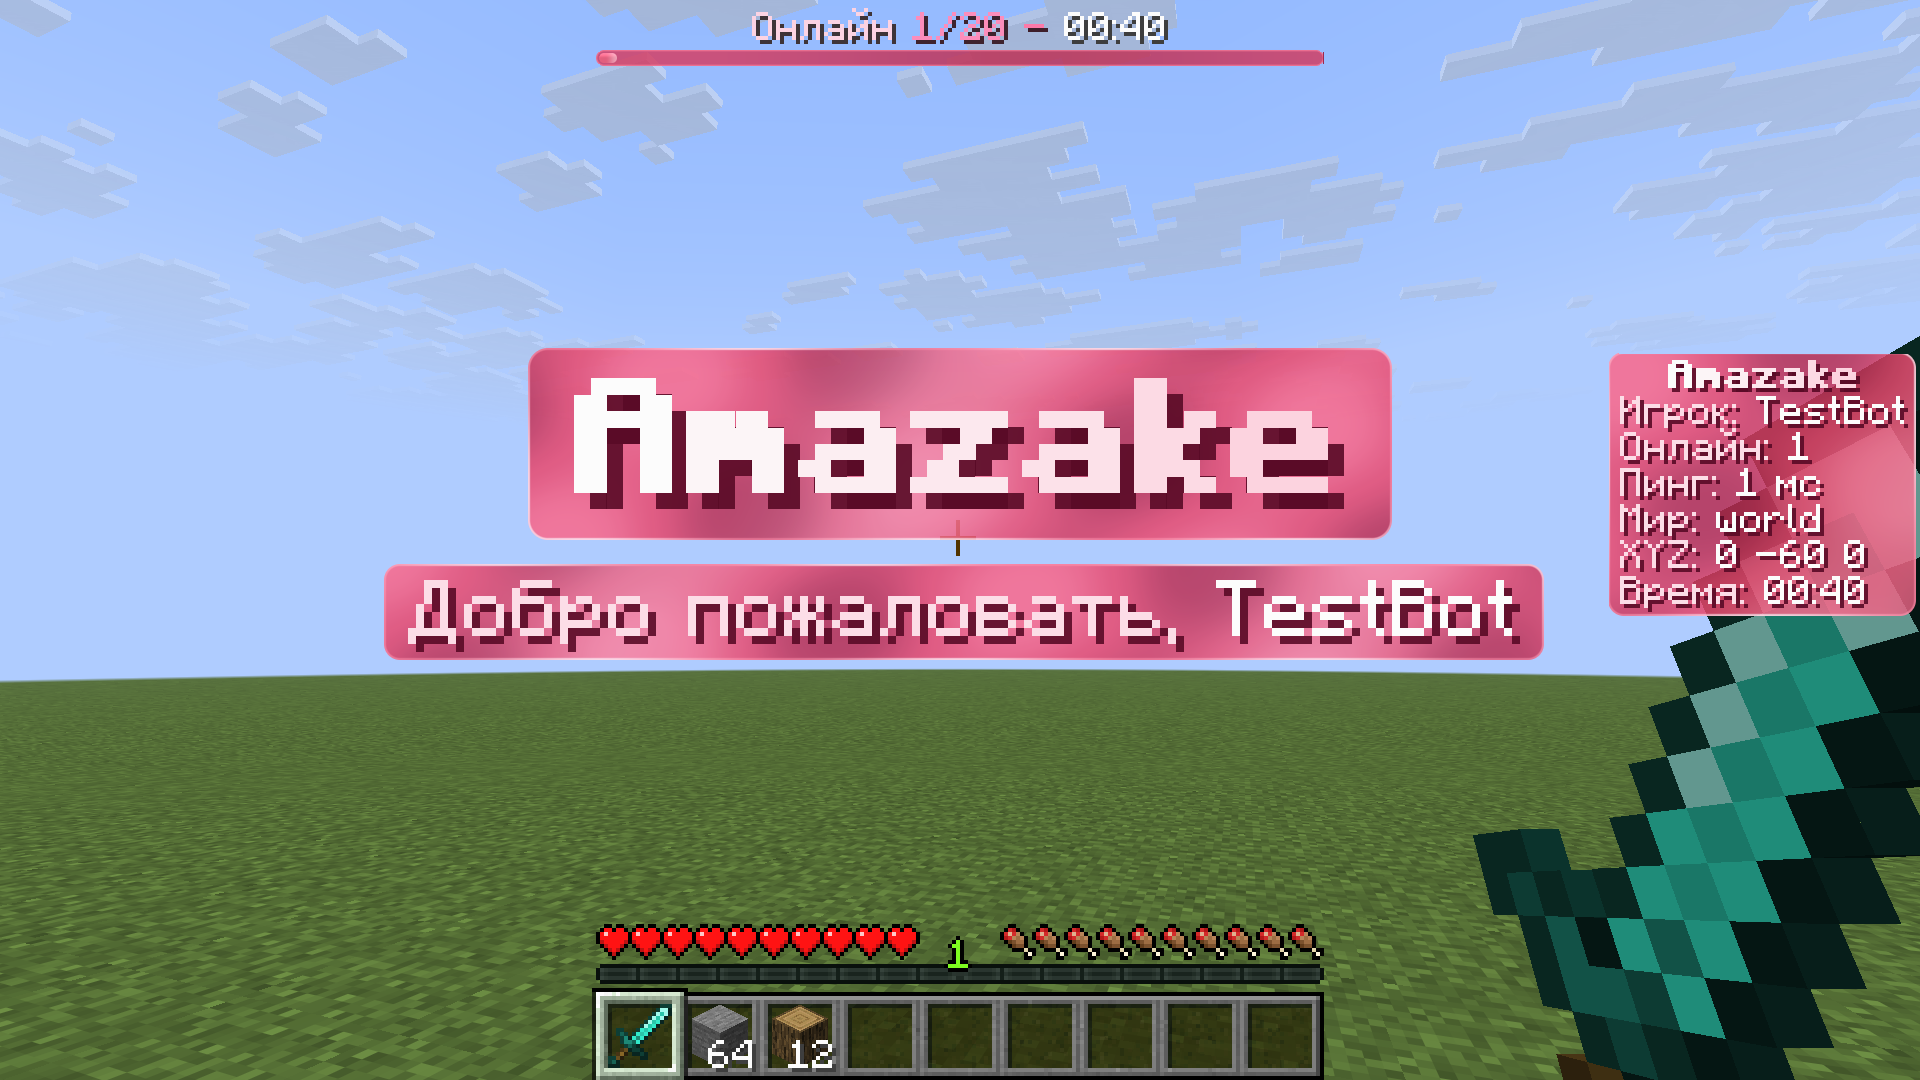 Онлайн 1/20 - 00:40
Amazake
Добро пожаловать, TestBot
Amazake
Игрок: TestBot
Онлайн: 1
Пинг: 1 мс
Мир: world
XYZ: 0 -60 0
Время: 00:40
1
64
12